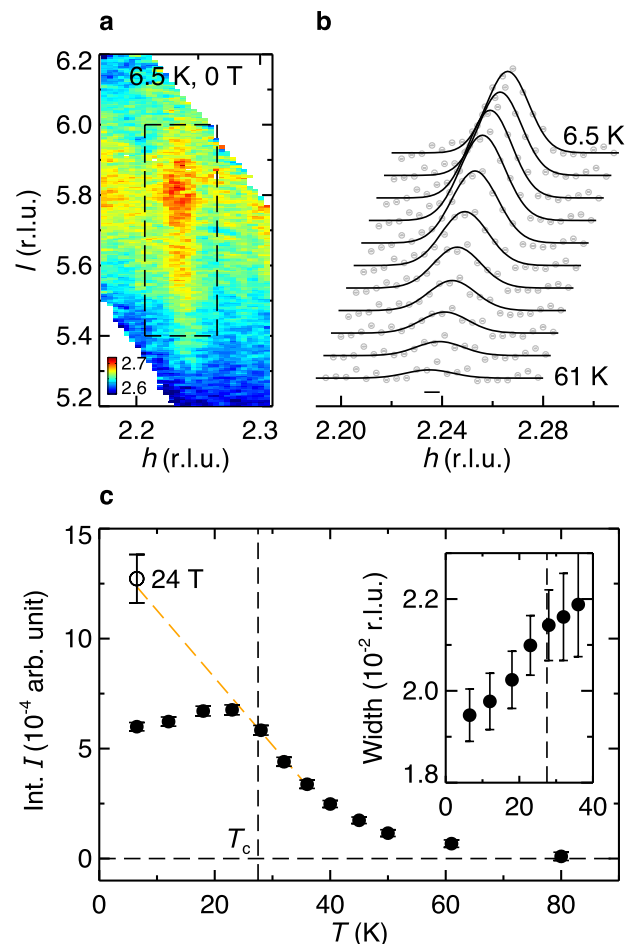 a
6.2
6.0
5.8
5.6
5.4
5.2
l (r.l.u.)
6.5 K, 0 T
2.7
2.6
2.2
2.3
h (r.l.u.)
b
6.5 K
61 K
2.20
2.24
2.28
h (r.l.u.)
c
15
10
5
0
Int. I (10⁻⁴ arb. unit)
24 T
Tc
0
20
40
60
80
T (K)
2.2
2.0
1.8
Width (10⁻² r.l.u.)
0
20
40